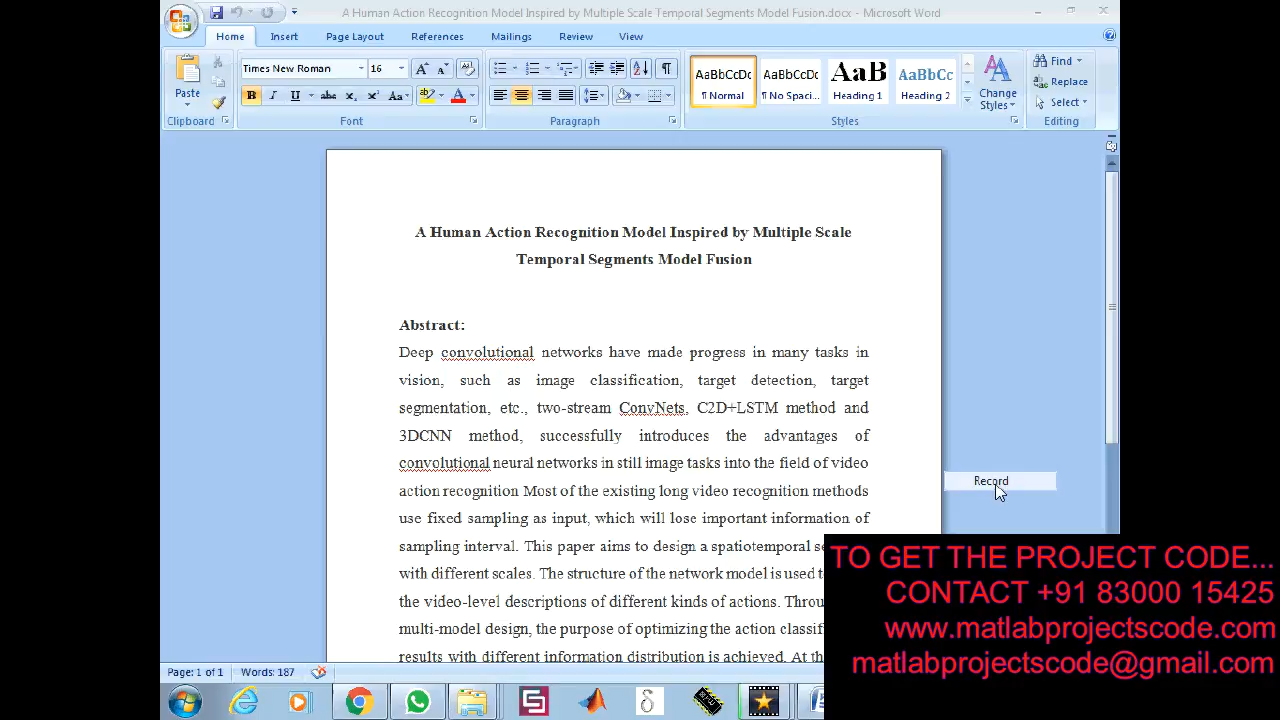 A Human Action Recognition Model Inspired by Multiple Scale Temporal Segments Model Fusion.docx - Microsoft Word
Home Insert Page Layout References Mailings Review View
Times New Roman 16
Paste
B I U abc x₂ x² Aa A
AaBbCcDc AaBbCcDc AaB AaBbCc
¶ Normal ¶ No Spaci... Heading 1 Heading 2
Change Styles
Find
Replace
Select
Clipboard Font Paragraph Styles Editing
A Human Action Recognition Model Inspired by Multiple Scale
Temporal Segments Model Fusion
Abstract:
Deep convolutional networks have made progress in many tasks in
vision, such as image classification, target detection, target
segmentation, etc., two-stream ConvNets, C2D+LSTM method and
3DCNN method, successfully introduces the advantages of
convolutional neural networks in still image tasks into the field of video
action recognition Most of the existing long video recognition methods
use fixed sampling as input, which will lose important information of
sampling interval. This paper aims to design a spatiotemporal se
with different scales. The structure of the network model is used t
the video-level descriptions of different kinds of actions. Throu
multi-model design, the purpose of optimizing the action classif
results with different information distribution is achieved. At th
Record
TO GET THE PROJECT CODE...
CONTACT +91 83000 15425
www.matlabprojectscode.com
matlabprojectscode@gmail.com
Page: 1 of 1 Words: 187